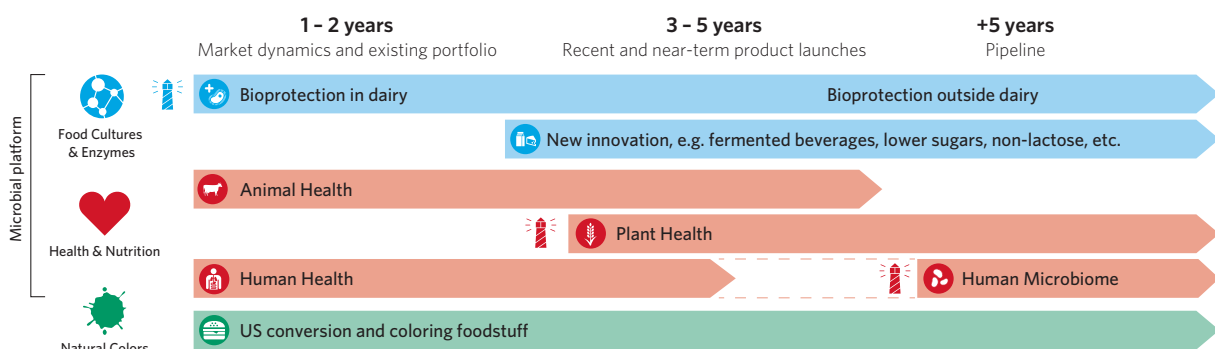 1 – 2 years
3 – 5 years
+5 years
Market dynamics and existing portfolio
Recent and near-term product launches
Pipeline
Microbial platform
Food Cultures
& Enzymes
Bioprotection in dairy
Bioprotection outside dairy
New innovation, e.g. fermented beverages, lower sugars, non-lactose, etc.
Health & Nutrition
Animal Health
Plant Health
Human Health
Human Microbiome
Natural Colors
US conversion and coloring foodstuff